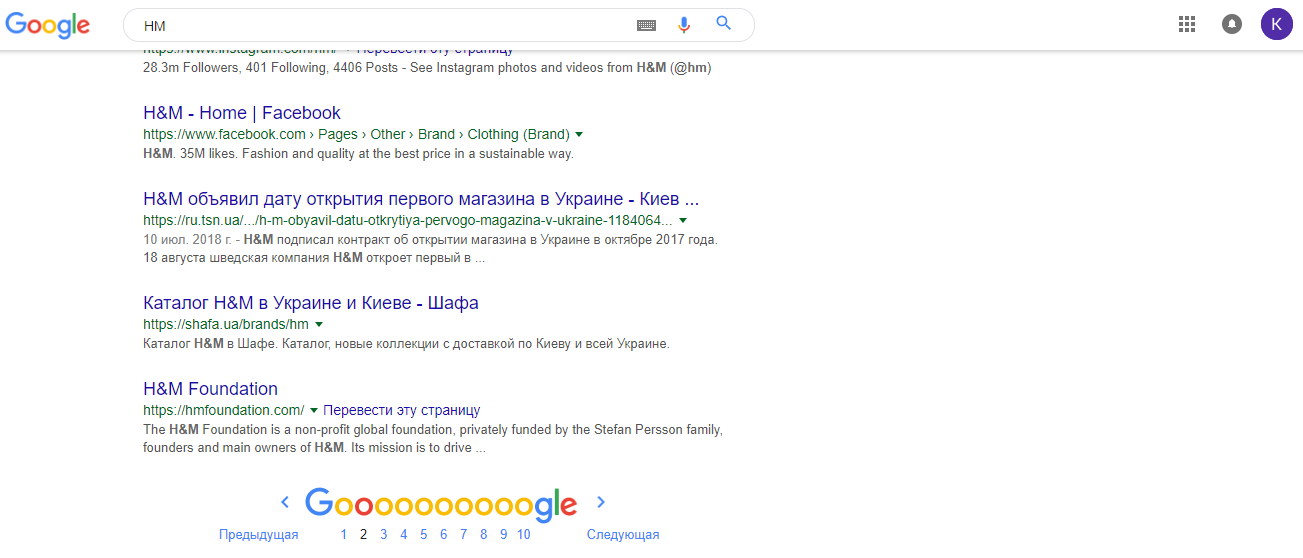 Google
HM
K
https://www.instagram.com/hm/ Перевести эту страницу
28.3m Followers, 401 Following, 4406 Posts - See Instagram photos and videos from H&M (@hm)
H&M - Home | Facebook
https://www.facebook.com › Pages › Other › Brand › Clothing (Brand)
H&M. 35M likes. Fashion and quality at the best price in a sustainable way.
H&M объявил дату открытия первого магазина в Украине - Киев ...
https://ru.tsn.ua/.../h-m-obyavil-datu-otkrytiya-pervogo-magazina-v-ukraine-1184064...
10 июл. 2018 г. - H&M подписал контракт об открытии магазина в Украине в октябре 2017 года.
18 августа шведская компания H&M откроет первый в ...
Каталог H&M в Украине и Киеве - Шафа
https://shafa.ua/brands/hm
Каталог H&M в Шафе. Каталог, новые коллекции с доставкой по Киеву и всей Украине.
H&M Foundation
https://hmfoundation.com/ Перевести эту страницу
The H&M Foundation is a non-profit global foundation, privately funded by the Stefan Persson family,
founders and main owners of H&M. Its mission is to drive ...
< Goooooooooogle >
Предыдущая 1 2 3 4 5 6 7 8 9 10 Следующая